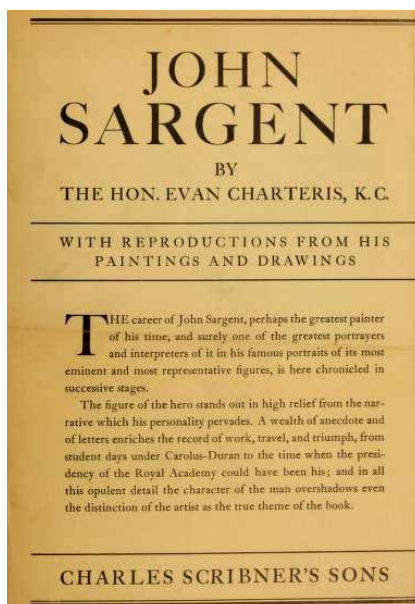 JOHN
SARGENT
BY
THE HON. EVAN CHARTERIS, K.C.
WITH REPRODUCTIONS FROM HIS
PAINTINGS AND DRAWINGS
THE career of John Sargent, perhaps the greatest painter
of his time, and surely one of the greatest portrayers
and interpreters of it in his famous portraits of its most
eminent and most representative figures, is here chronicled in
successive stages.
The figure of the hero stands out in high relief from the nar-
rative which his personality pervades. A wealth of anecdote and
of letters enriches the record of work, travel, and triumph, from
student days under Carolus-Duran to the time when the presi-
dency of the Royal Academy could have been his; and in all
this opulent detail the character of the man overshadows even
the distinction of the artist as the true theme of the book.
CHARLES SCRIBNER'S SONS